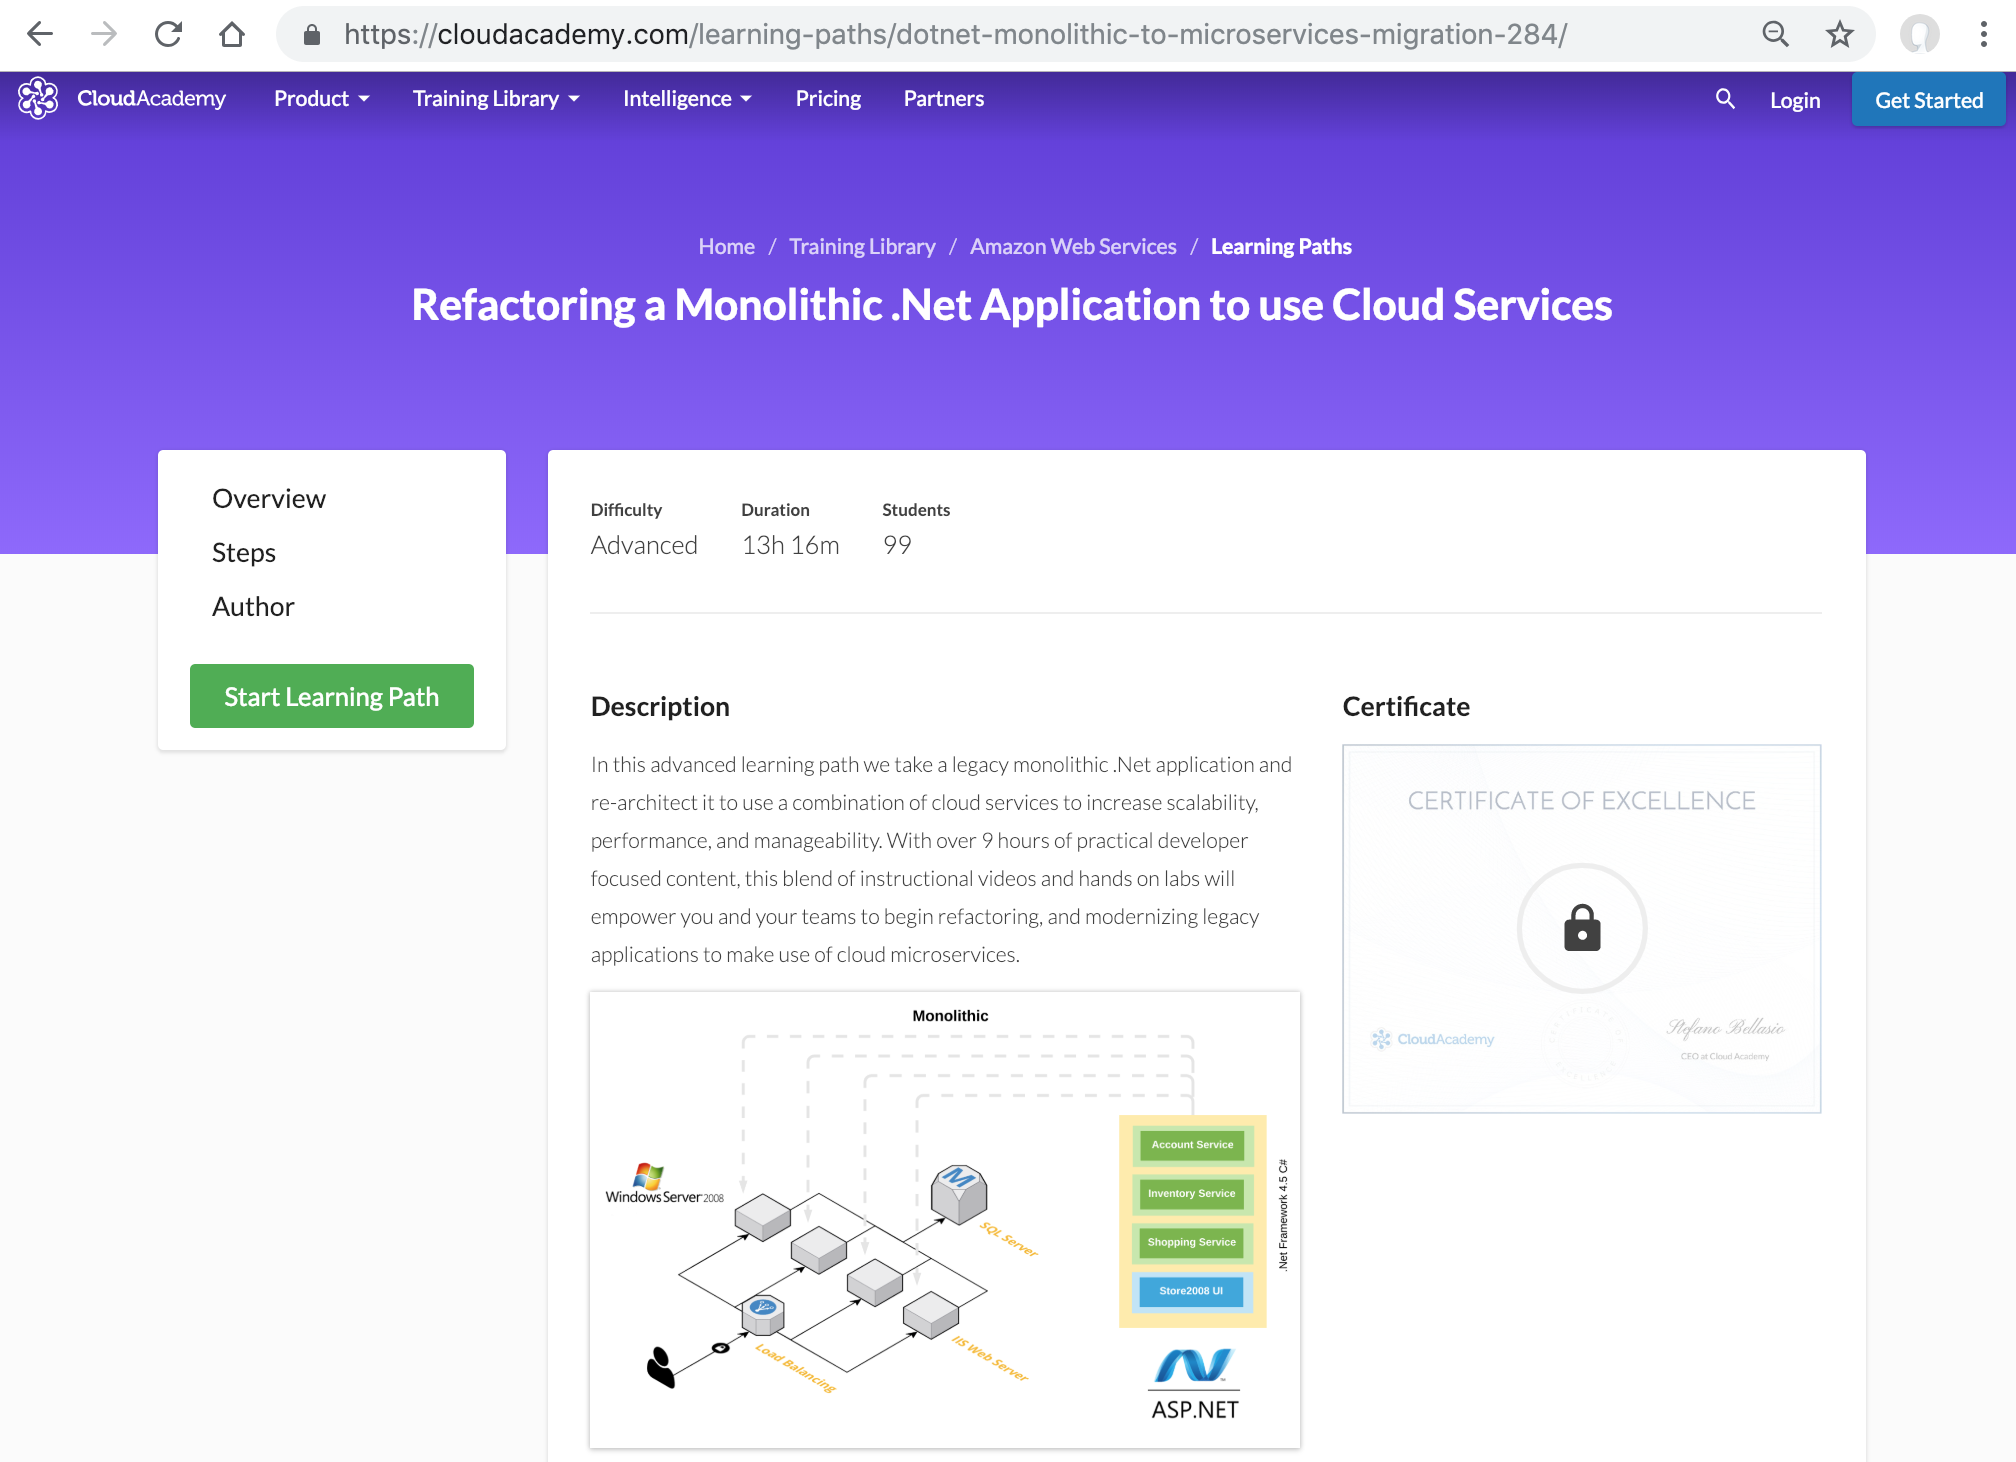 https://cloudacademy.com/learning-paths/dotnet-monolithic-to-microservices-migration-284/
CloudAcademy Product Training Library Intelligence Pricing Partners Login Get Started
Home / Training Library / Amazon Web Services / Learning Paths
Refactoring a Monolithic .Net Application to use Cloud Services
Overview
Steps
Author
Start Learning Path
Difficulty Duration Students
Advanced 13h 16m 99
Description
In this advanced learning path we take a legacy monolithic .Net application and
re-architect it to use a combination of cloud services to increase scalability,
performance, and manageability. With over 9 hours of practical developer
focused content, this blend of instructional videos and hands on labs will
empower you and your teams to begin refactoring, and modernizing legacy
applications to make use of cloud microservices.
Monolithic
Windows Server 2008
SQL Server
Load Balancing
IIS Web Server
Account Service
Inventory Service
Shopping Service
Store2008 UI
.Net Framework 4.5 C#
ASP.NET
Certificate
CERTIFICATE OF EXCELLENCE
CloudAcademy
Stefano Bellasio
CEO at Cloud Academy